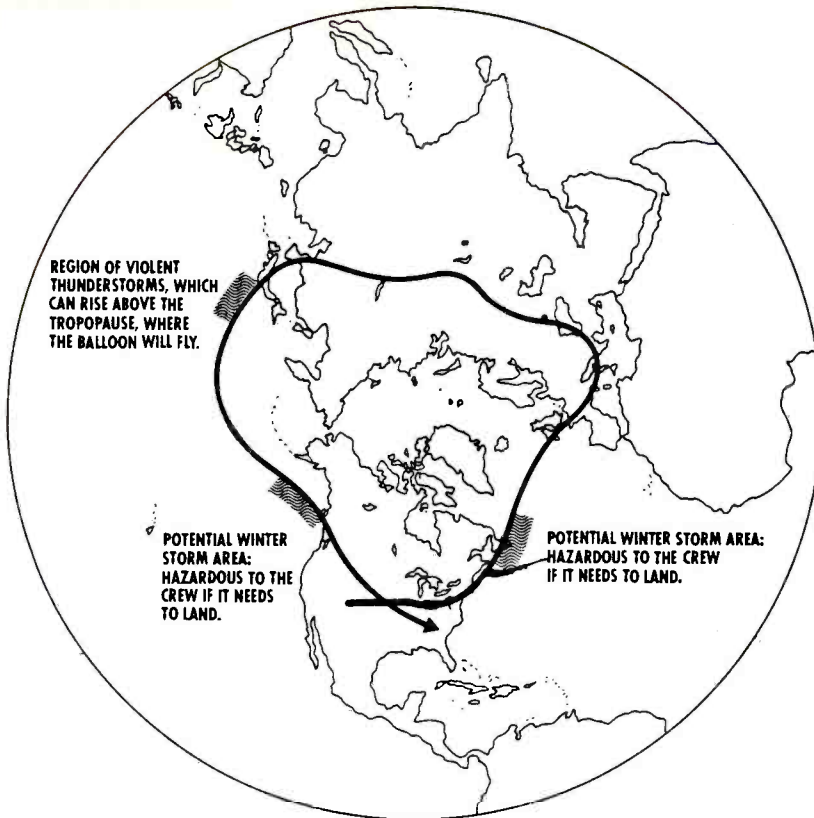 REGION OF VIOLENT
THUNDERSTORMS, WHICH
CAN RISE ABOVE THE
TROPOPAUSE, WHERE
THE BALLOON WILL FLY.
POTENTIAL WINTER
STORM AREA:
HAZARDOUS TO THE
CREW IF IT NEEDS
TO LAND.
POTENTIAL WINTER STORM AREA:
HAZARDOUS TO THE CREW
IF IT NEEDS TO LAND.